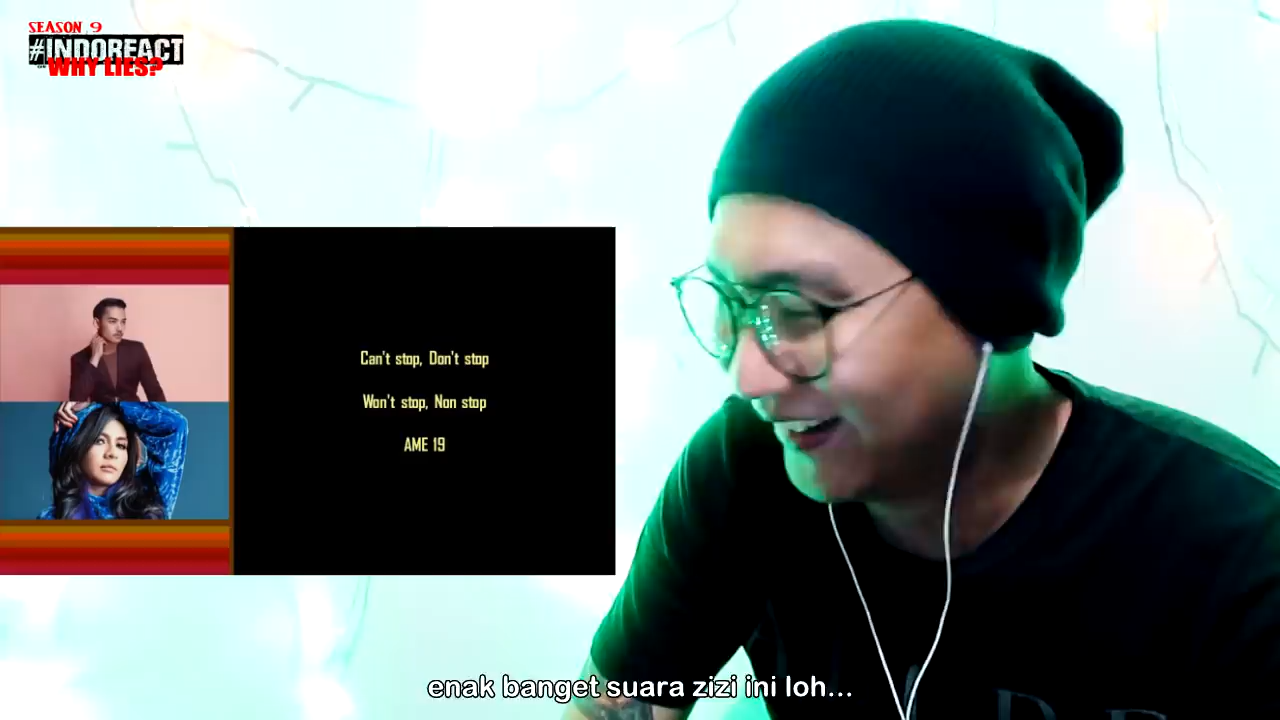 SEASON 9
#INDOREACT
WHY LIES?
Can't stop, Don't stop
Won't stop, Non stop
AME 19
enak banget suara zizi ini loh...